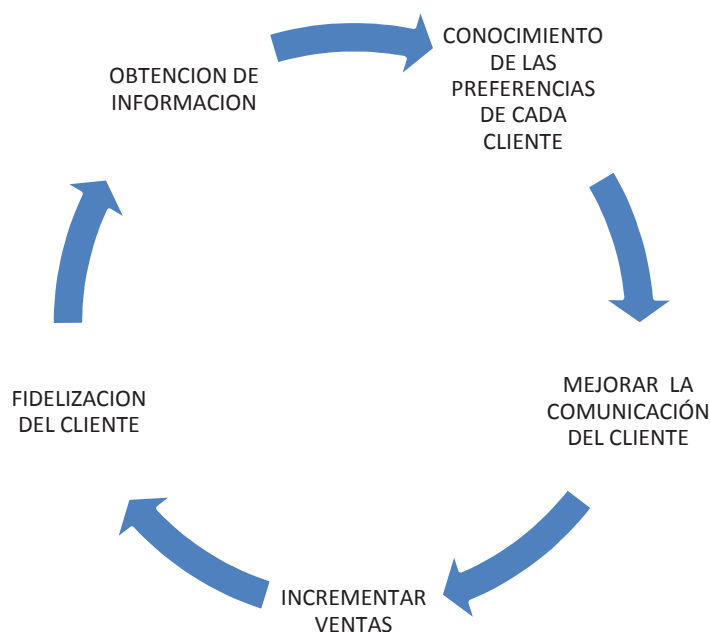 OBTENCION DE
INFORMACION
CONOCIMIENTO
DE LAS
PREFERENCIAS
DE CADA
CLIENTE
MEJORAR LA
COMUNICACIÓN
DEL CLIENTE
INCREMENTAR
VENTAS
FIDELIZACION
DEL CLIENTE